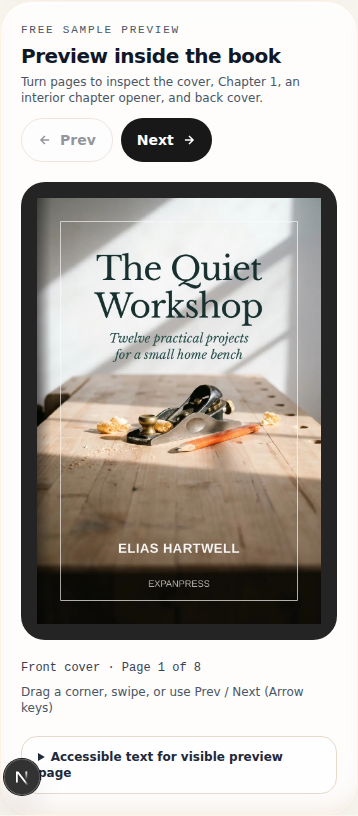 FREE SAMPLE PREVIEW
Preview inside the book
Turn pages to inspect the cover, Chapter 1, an
interior chapter opener, and back cover.
← Prev
Next →
The Quiet
Workshop
Twelve practical projects
for a small home bench
ELIAS HARTWELL
EXPANPRESS
Front cover · Page 1 of 8
Drag a corner, swipe, or use Prev / Next (Arrow
keys)
▶ Accessible text for visible preview
page
N